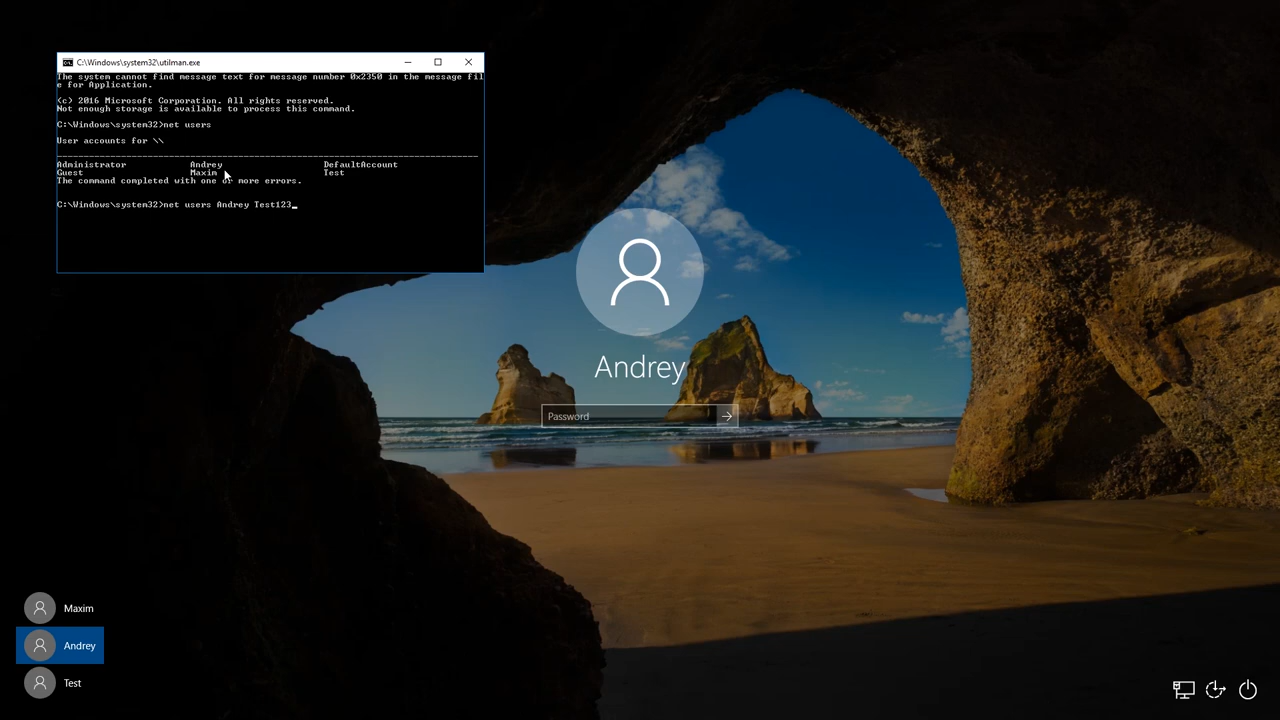 C:\Windows\system32\utilman.exe
The system cannot find message text for message number 0x2350 in the message fil
e for Application.
(c) 2016 Microsoft Corporation. All rights reserved.
Not enough storage is available to process this command.
C:\Windows\system32>net users
User accounts for \\
-------------------------------------------------------------------------------
Administrator Andrey DefaultAccount
Guest Maxim Test
The command completed with one or more errors.
C:\Windows\system32>net users Andrey Test123_
Andrey
Password
Maxim
Andrey
Test